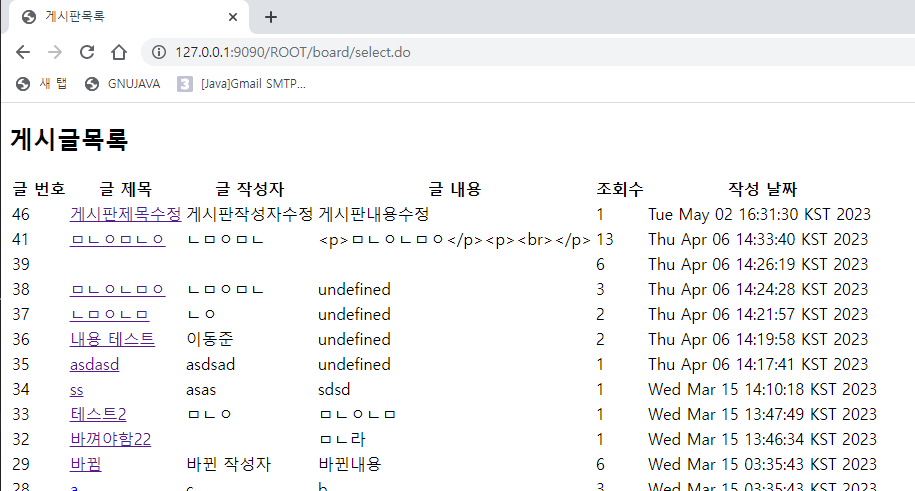 게시판목록
127.0.0.1:9090/ROOT/board/select.do
새 탭 GNUJAVA [Java]Gmail SMTP...
게시글목록
글 번호 글 제목 글 작성자 글 내용 조회수 작성 날짜
46 게시판제목수정 게시판작성자수정 게시판내용수정 1 Tue May 02 16:31:30 KST 2023
41 ㅁㄴㅇㅁㄴㅇ ㄴㅁㅇㅁㄴ <p>ㅁㄴㅇㄴㅁㅇ</p><p><br></p> 13 Thu Apr 06 14:33:40 KST 2023
39 6 Thu Apr 06 14:26:19 KST 2023
38 ㅁㄴㅇㄴㅁㅇ ㄴㅁㅇㅁㄴ undefined 3 Thu Apr 06 14:24:28 KST 2023
37 ㄴㅁㅇㄴㅁ ㄴㅇ undefined 2 Thu Apr 06 14:21:57 KST 2023
36 내용 테스트 이동준 undefined 2 Thu Apr 06 14:19:58 KST 2023
35 asdasd asdsad undefined 1 Thu Apr 06 14:17:41 KST 2023
34 ss asas sdsd 1 Wed Mar 15 14:10:18 KST 2023
33 테스트2 ㅁㄴㅇ ㅁㄴㅇㄴㅁ 1 Wed Mar 15 13:47:49 KST 2023
32 바껴야함22 ㅁㄴ라 1 Wed Mar 15 13:46:34 KST 2023
29 바뀜 바뀐 작성자 바뀐내용 6 Wed Mar 15 03:35:43 KST 2023
28 a c b 3 Wed Mar 15 03:35:43 KST 2023